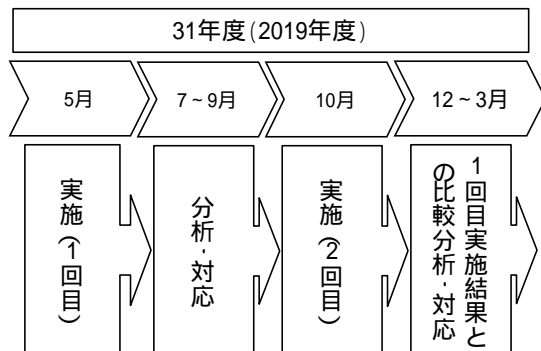 31年度(2019年度)
5月
7~9月
10月
12~3月
実施(1回目)
分析・対応
実施(2回目)
1回目実施結果と
の比較分析・対応